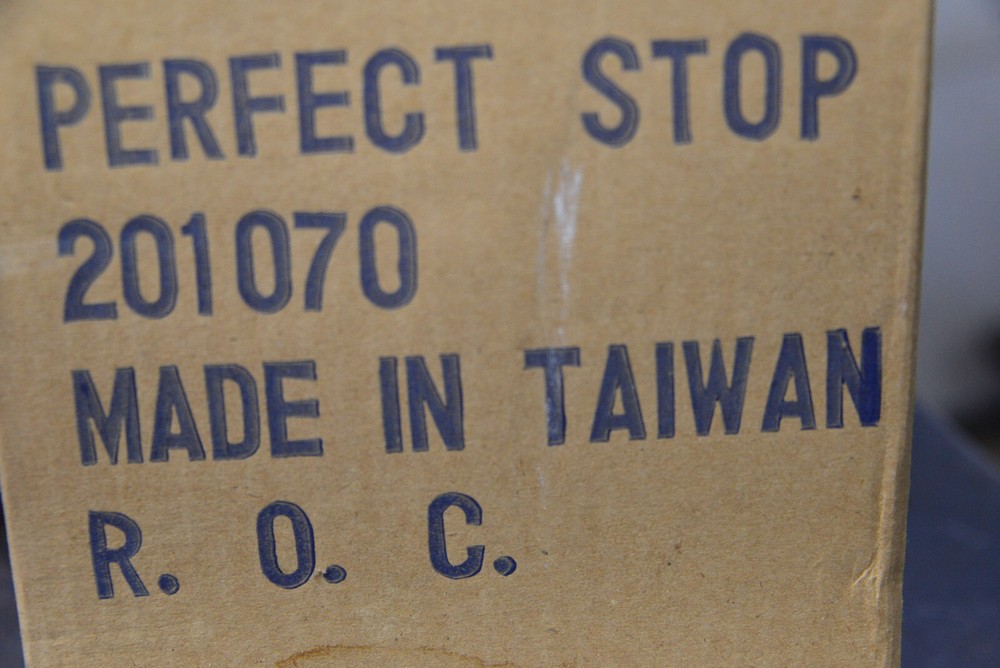 PERFECT STOP
201070
MADE IN TAIWAN
R. O. C.